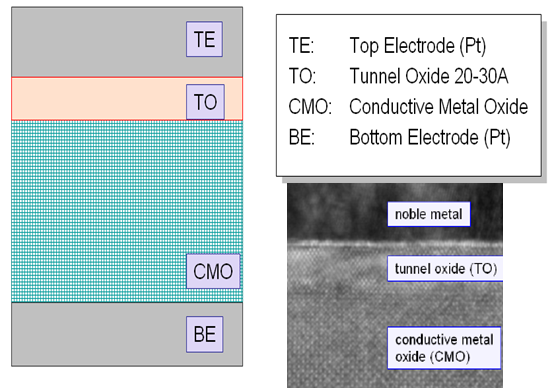 TE
TO
CMO
BE
TE: Top Electrode (Pt)
TO: Tunnel Oxide 20-30A
CMO: Conductive Metal Oxide
BE: Bottom Electrode (Pt)
noble metal
tunnel oxide (TO)
conductive metal
oxide (CMO)